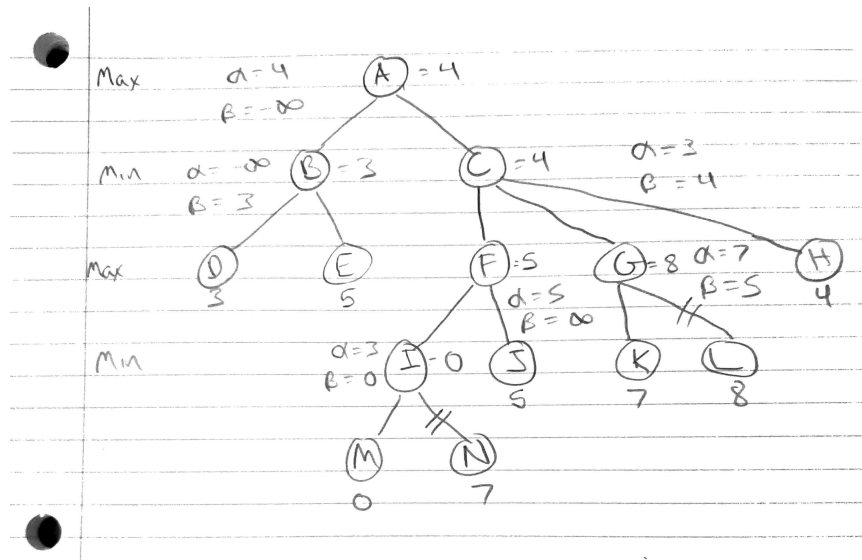 Max α=4 A =4
β=-∞
Min α=-∞ B =3 C =4 α=3
β=3 β=4
Max D E F =5 G =8 α=7 H
3 5 α=5 β=5 4
β=∞
Min α=3 I =0 J K L
β=0 5 7 8
M N
0 7